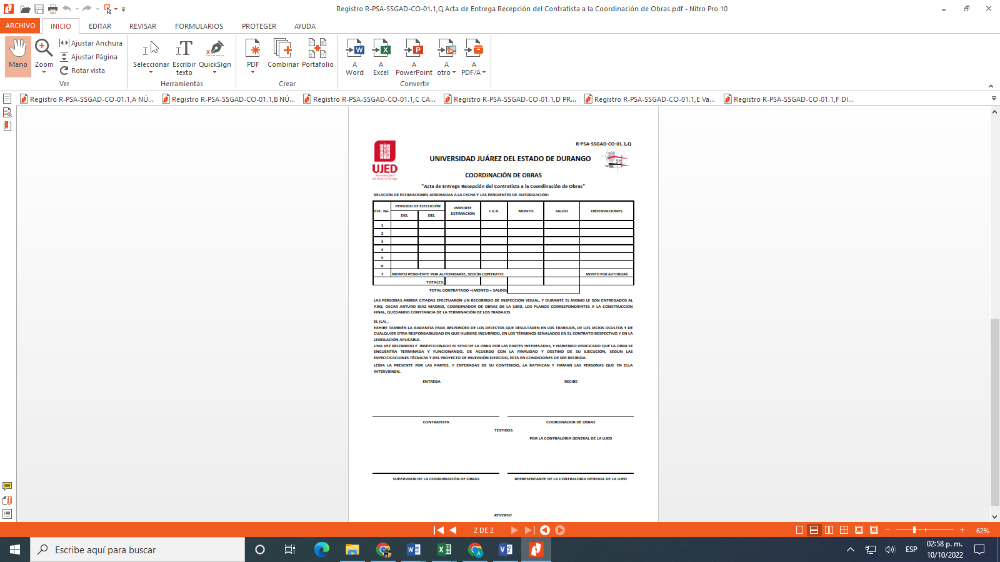 Registro R-PSA-SSGAD-CO-01.1,Q Acta de Entrega Recepción del Contratista a la Coordinación de Obras.pdf - Nitro Pro 10
ARCHIVO INICIO EDITAR REVISAR FORMULARIOS PROTEGER AYUDA
Mano
Zoom
Ajustar Anchura
Ajustar Página
Rotar vista
Ver
Seleccionar
Escribir texto
QuickSign
Herramientas
PDF
Combinar
Portafolio
Crear
A Word
A Excel
A PowerPoint
A otro
A PDF/A
Convertir
Registro R-PSA-SSGAD-CO-01.1,A NÚ...
Registro R-PSA-SSGAD-CO-01.1,B NÚ...
Registro R-PSA-SSGAD-CO-01.1,C CA...
Registro R-PSA-SSGAD-CO-01.1,D PR...
Registro R-PSA-SSGAD-CO-01.1,E Va...
Registro R-PSA-SSGAD-CO-01.1,F DI...
R-PSA-SSGAD-CO-01.1,Q
UJED
UNIVERSIDAD JUÁREZ DEL ESTADO DE DURANGO
COORDINACIÓN DE OBRAS
"Acta de Entrega Recepción del Contratista a la Coordinación de Obras"
RELACIÓN DE ESTIMACIONES APROBADAS A LA FECHA Y LAS PENDIENTES DE AUTORIZACIÓN:
EST. No. PERIODO DE EJECUCIÓN IMPORTE ESTIMACIÓN I.V.A. MONTO SALDO OBSERVACIONES
DEL DEL
1
2
3
4
5
6
7 MONTO PENDIENTE POR AUTORIZARSE, SEGÚN CONTRATO: MONTO POR AUTORIZAR
TOTALES:
TOTAL CONTRATADO =(MONTO + SALDO)
LAS PERSONAS ARRIBA CITADAS EFECTUARON UN RECORRIDO DE INSPECCIÓN VISUAL, Y DURANTE EL MISMO LE SON ENTREGADOS AL
ARQ. OSCAR ARTURO DÍAZ MADRID, COORDINADOR DE OBRAS DE LA UJED, LOS PLANOS CORRESPONDIENTES A LA CONSTRUCCIÓN
FINAL, QUEDANDO CONSTANCIA DE LA TERMINACIÓN DE LOS TRABAJOS
EL (LA) ,
EXHIBE TAMBIÉN LA GARANTÍA PARA RESPONDER DE LOS DEFECTOS QUE RESULTAREN EN LOS TRABAJOS, DE LOS VICIOS OCULTOS Y DE
CUALQUIER OTRA RESPONSABILIDAD EN QUE HUBIERE INCURRIDO, EN LOS TÉRMINOS SEÑALADOS EN EL CONTRATO RESPECTIVO Y EN LA
LEGISLACIÓN APLICABLE.
UNA VEZ RECORRIDO E INSPECCIONADO EL SITIO DE LA OBRA POR LAS PARTES INTERESADAS, Y HABIENDO VERIFICADO QUE LA OBRA SE
ENCUENTRA TERMINADA Y FUNCIONANDO, DE ACUERDO CON LA FINALIDAD Y DESTINO DE SU EJECUCIÓN, SEGÚN LAS
ESPECIFICACIONES TÉCNICAS Y DEL PROYECTO DE INVERSIÓN EJERCIDO, ESTÁ EN CONDICIONES DE SER RECIBIDA.
LEÍDA LA PRESENTE POR LAS PARTES, Y ENTERADAS DE SU CONTENIDO, LA RATIFICAN Y FIRMAN LAS PERSONAS QUE EN ELLA
INTERVIENEN.
ENTREGA RECIBE
CONTRATISTA COORDINADOR DE OBRAS
TESTIGOS
POR LA CONTRALORÍA GENERAL DE LA UJED
SUPERVISOR DE LA COORDINACIÓN DE OBRAS REPRESENTANTE DE LA CONTRALORÍA GENERAL DE LA UJED
REVERSO
2 DE 2
62%
Escribe aquí para buscar
ESP
02:58 p. m.
10/10/2022